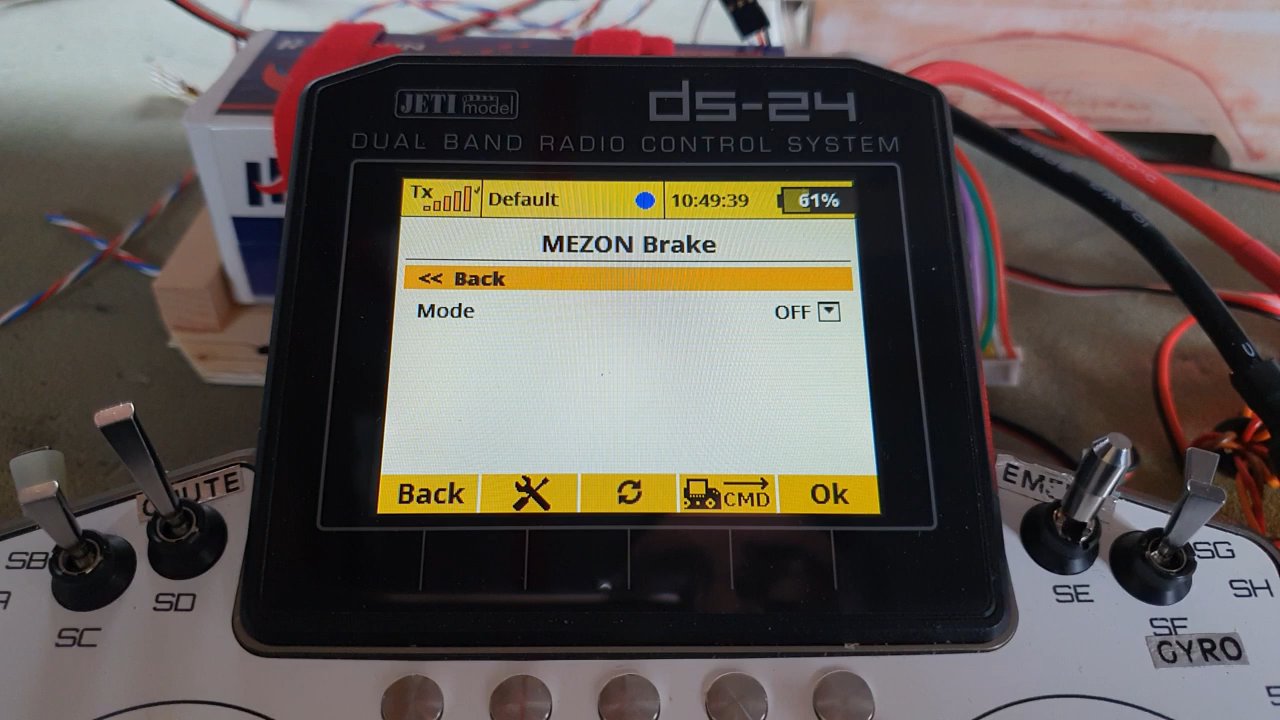 JETI model
ds-24
DUAL BAND RADIO CONTROL SYSTEM
Tx Default 10:49:39 61%
MEZON Brake
<< Back
Mode OFF
Back CMD Ok
SB
SC
SD
SE
SF
SG
SH
GYRO